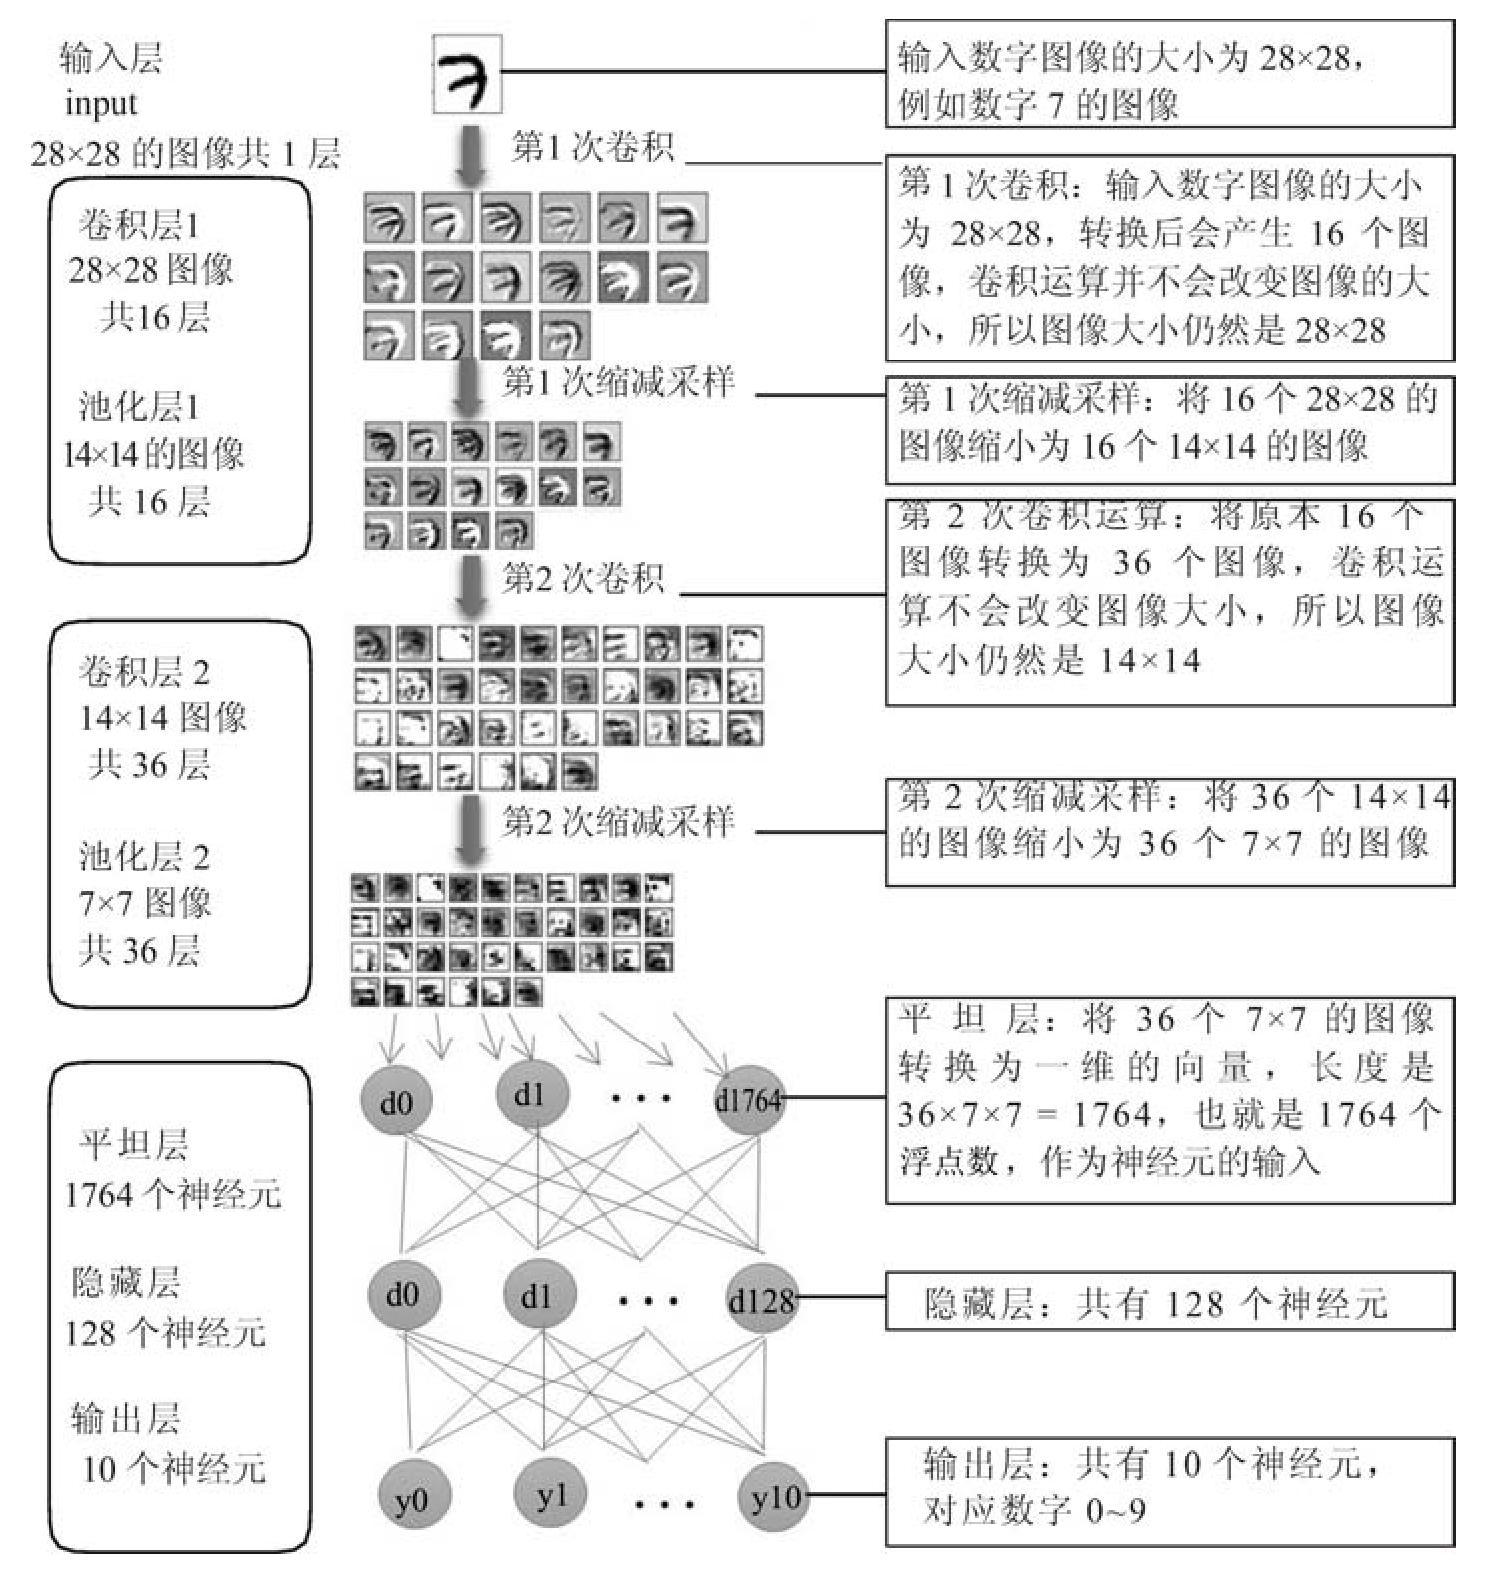 输入层
input
28×28 的图像共 1 层
输入数字图像的大小为 28×28，
例如数字 7 的图像
第1 次卷积
卷积层1
28×28 图像
共16 层
池化层1
14×14 的图像
共 16 层
第 1 次卷积：输入数字图像的大小
为 28×28，转换后会产生 16 个图
像，卷积运算并不会改变图像的大
小，所以图像大小仍然是 28×28
第1 次缩减采样
第 1 次缩减采样：将 16 个 28×28 的
图像缩小为 16 个 14×14 的图像
第2 次卷积
第 2 次卷积运算：将原本 16 个
图像转换为 36 个图像，卷积运
算不会改变图像大小，所以图像
大小仍然是 14×14
卷积层 2
14×14 图像
共 36 层
池化层 2
7×7 图像
共 36 层
第2 次缩减采样
第 2 次缩减采样：将 36 个 14×14
的图像缩小为 36 个 7×7 的图像
平坦层
1764 个神经元
隐藏层
128 个神经元
输出层
10 个神经元
d0 d1 ··· d1764
平坦层：将 36 个 7×7 的图像
转换为一维的向量，长度是
36×7×7 = 1764，也就是 1764 个
浮点数，作为神经元的输入
d0 d1 ··· d128
隐藏层：共有 128 个神经元
y0 y1 ··· y10
输出层：共有 10 个神经元，
对应数字 0~9